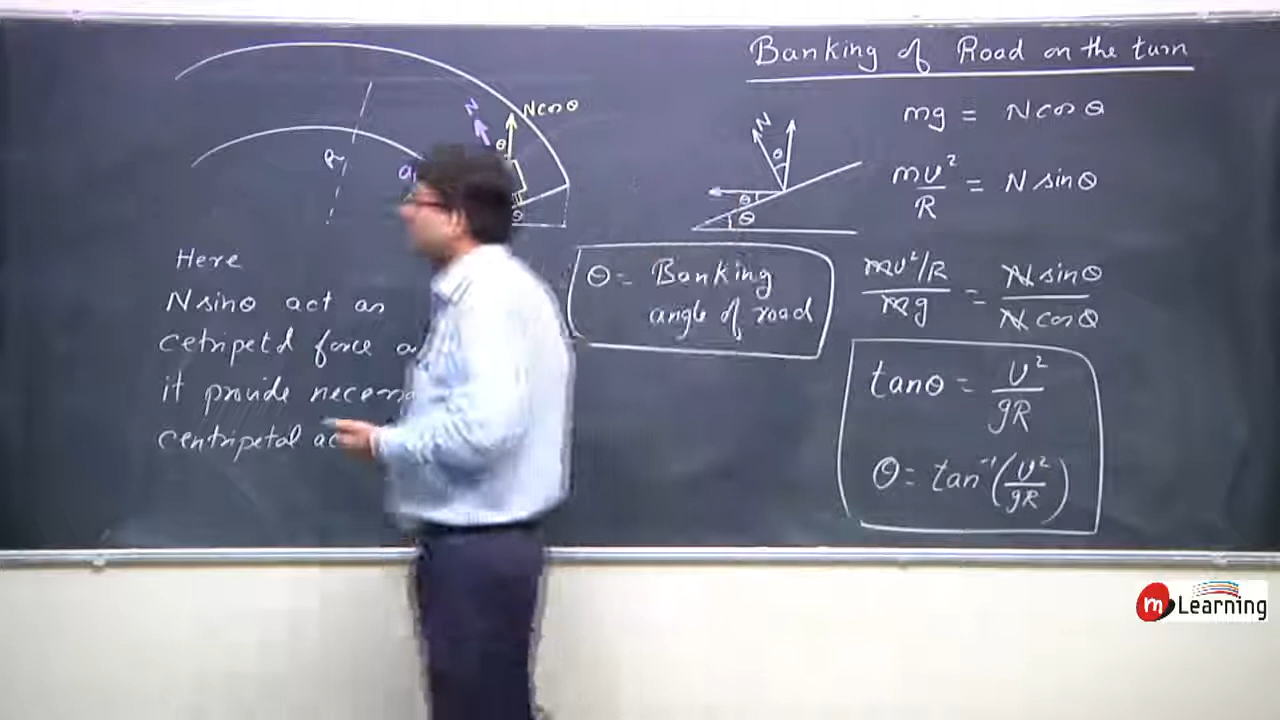 Banking of Road on the turn
N
Ncosθ
θ
R
θ
Here
Nsinθ act as
cetripetd force
it provide
centripetal
N
θ
θ
θ
θ = Banking
angle of road
mg = Ncosθ
mv²/R = Nsinθ
mv²/R / mg = Nsinθ / Ncosθ
tanθ = v²/gR
θ = tan⁻¹(v²/gR)
m Learning